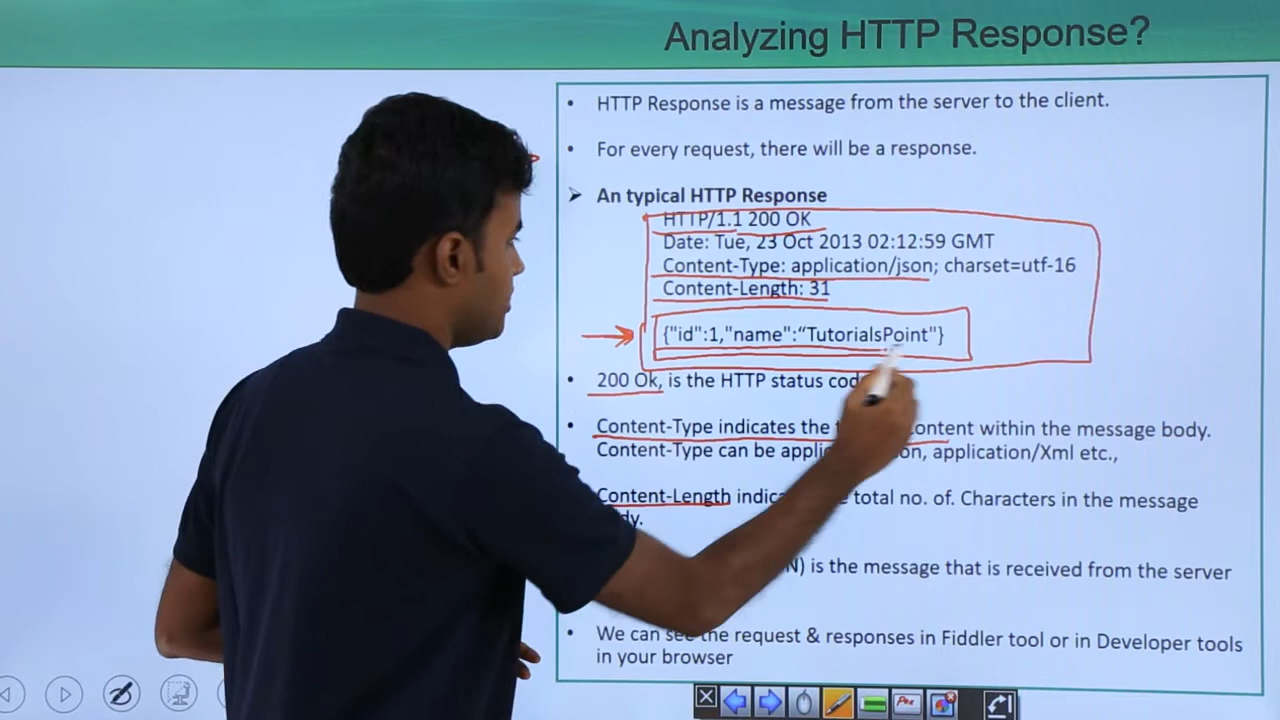 Analyzing HTTP Response?
• HTTP Response is a message from the server to the client.
• For every request, there will be a response.
➢ An typical HTTP Response
HTTP/1.1 200 OK
Date: Tue, 23 Oct 2013 02:12:59 GMT
Content-Type: application/json; charset=utf-16
Content-Length: 31
{"id":1,"name":“TutorialsPoint"}
• 200 Ok, is the HTTP status
• Content-Type indicates the within the message body.
Content-Type can be application/Xml etc.,
Content-Length total no. of. Characters in the message
is the message that is received from the server
• We can see the request & responses in Fiddler tool or in Developer tools
in your browser